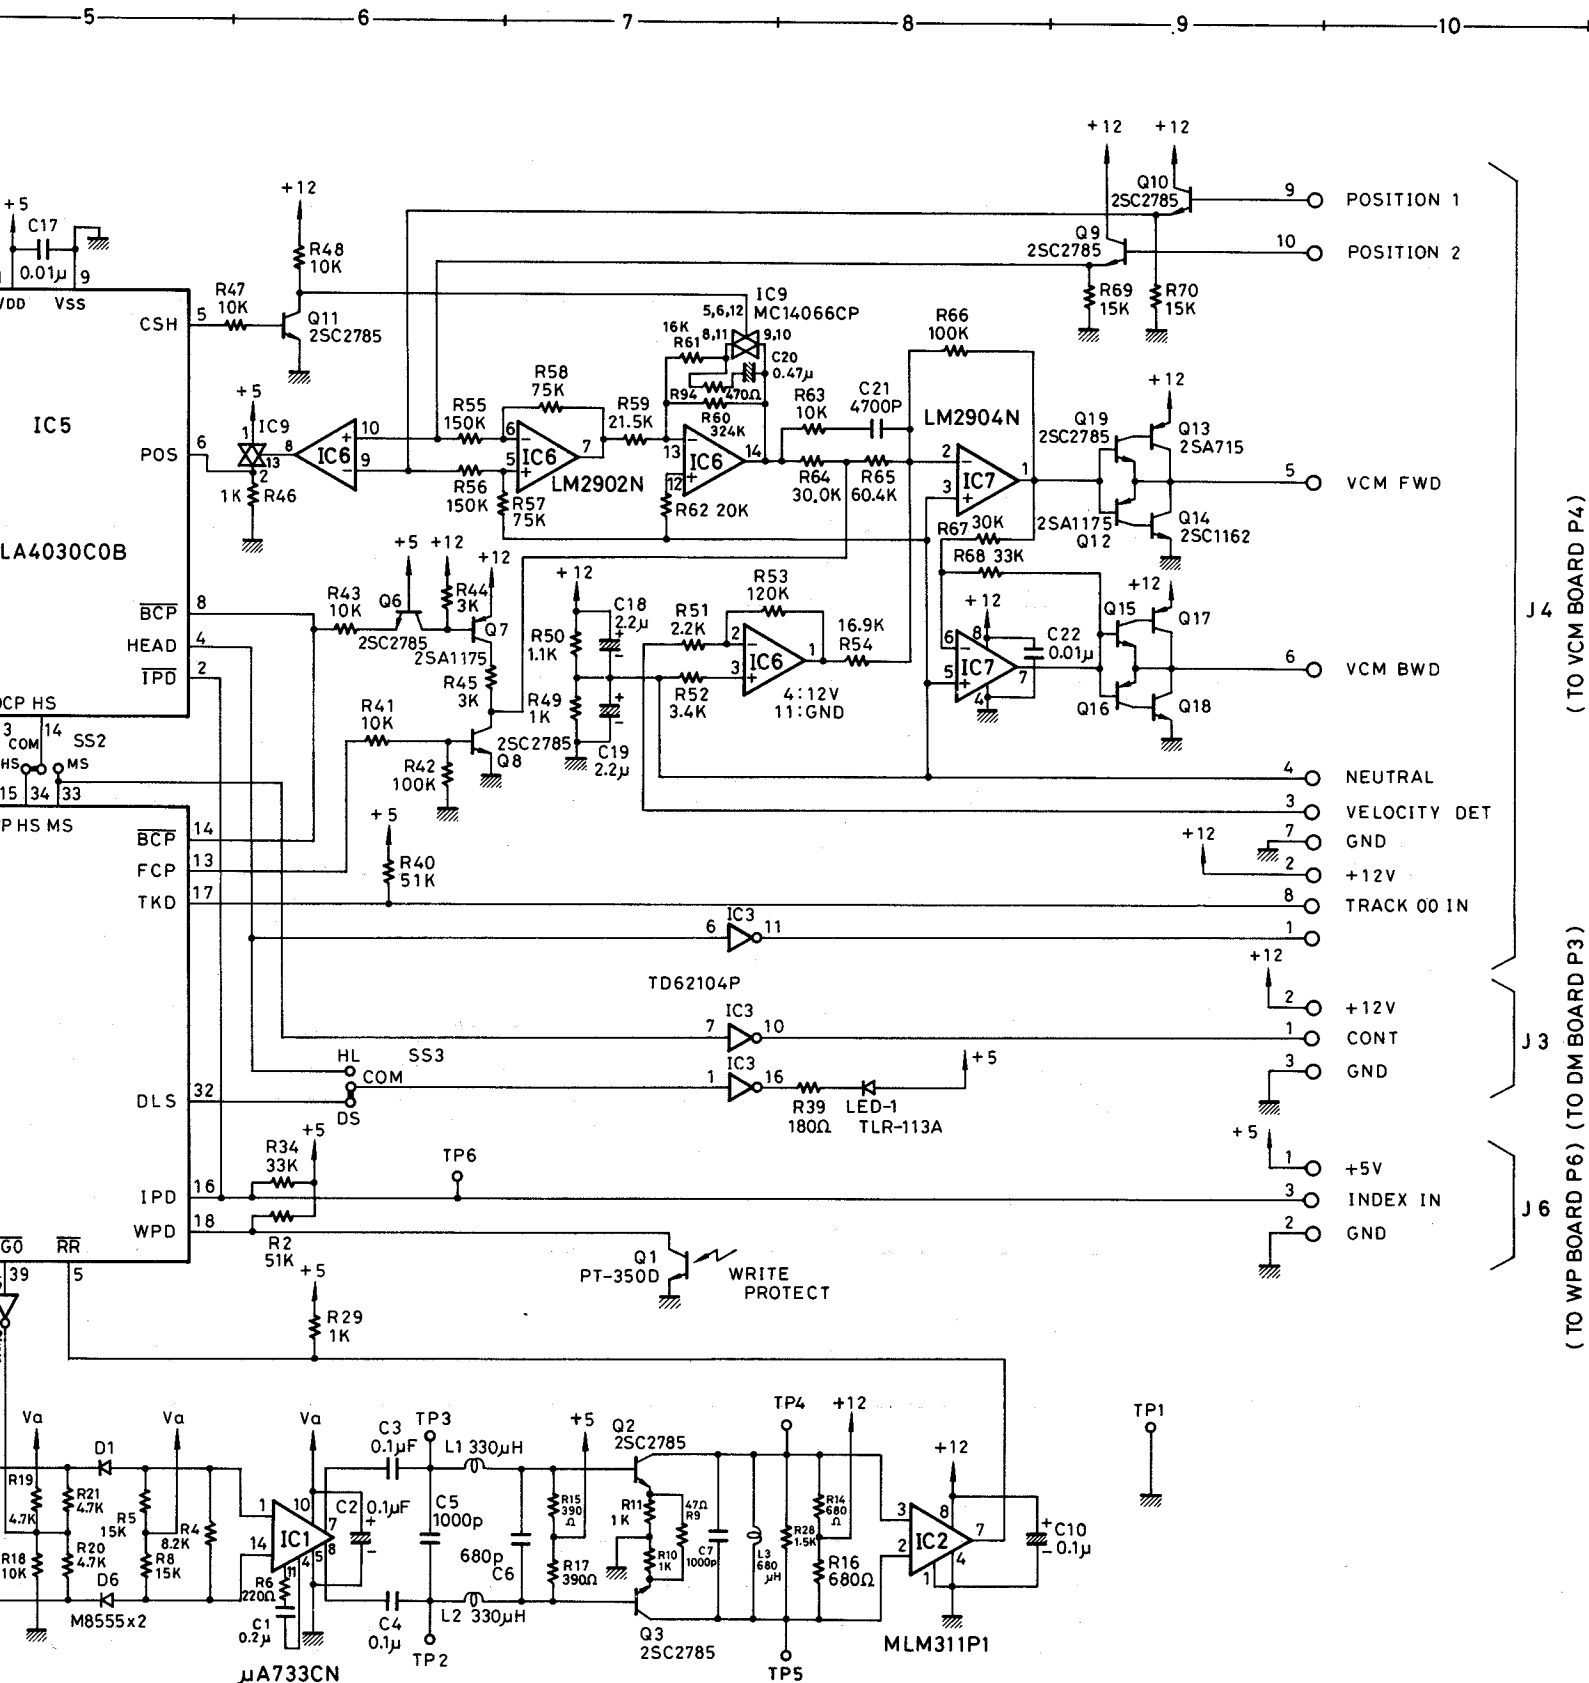 5 6 7 8 9 10
+12 +12
Q10
2SC2785
9 POSITION 1
Q9
2SC2785
10 POSITION 2
R69
15K
R70
15K
+5
C17
0.01μ
9
VDD VSS
+12
R48
10K
R47
10K
CSH 5
Q11
2SC2785
IC9
MC14066CP
5,6,12
16K
R61
8,11
9,10
C20
0.47μ
R94 470Ω
R60
324K
R66
100K
+5
IC9
1
8
13
2
IC5
POS 6
1K R46
IC6
10
9
+
−
R55
150K
R56
150K
R58
75K
6
5
−
+
IC6
7
LM2902N
R57
75K
R59
21.5K
13
12
−
+
IC6
14
R62 20K
R63
10K
C21
4700P
R64
30.0K
R65
60.4K
LM2904N
2
3
−
+
IC7
1
R67 30K
R68 33K
Q19
2SC2785
+12
Q13
2SA715
5 VCM FWD
2SA1175
Q12
Q14
2SC1162
LA4030C0B
BCP 8
HEAD 4
IPD 2
R43
10K
+5
Q6
2SC2785
+12
R44
3K
+12
Q7
2SA1175
R45
3K
R41
10K
R42
100K
2SC2785
Q8
+12
R50
1.1K
R49
1K
C18
2.2μ
+
−
+
−
C19
2.2μ
R51
2.2K
R52
3.4K
R53
120K
2
3
−
+
IC6
1
4:12V
11:GND
16.9K
R54
+12
8
6
5
−
+
IC7
7
4
C22
0.01μ
Q15
+12
Q17
Q16
Q18
6 VCM BWD
J4
(TO VCM BOARD P4)
CP HS
3 14
COM
HS
MS
SS2
15 34 33
P HS MS
4 NEUTRAL
3 VELOCITY DET
7 GND
+12
2 +12V
BCP 14
FCP 13
TKD 17
+5
R40
51K
8 TRACK 00 IN
6 IC3 11
1
TD62104P
+12
2 +12V
7 IC3 10
1 CONT
3 GND
J3
(TO DM BOARD P3)
HL SS3
COM
DS
DLS 32
1 IC3 16
R39
180Ω
LED-1
TLR-113A
+5
+5
R34
33K
TP6
+5
1 +5V
IPD 16
3 INDEX IN
WPD 18
2 GND
J6
(TO WP BOARD P6)
R2
51K
Q1
PT-350D
WRITE
PROTECT
GO RR
39 5
+5
R29
1K
Va
R19
4.7K
R18
10K
R21
4.7K
R20
4.7K
D1
D6
M8555x2
Va
R5
15K
R8
15K
R4
8.2K
Va
1
14
10
IC1
7
8
11
4
5
R6
220Ω
C1
0.2μ
μA733CN
C2 0.1μF
+
−
C3
0.1μF
C4
0.1μ
TP3
TP2
L1 330μH
L2 330μH
C5
1000p
680p
C6
R15
390
Ω
R17
390Ω
+5
Q2
2SC2785
Q3
2SC2785
R11
1K
R10
1K
47Ω
R9
C7
1000p
L3
680
μH
TP4
TP5
R28
1.5K
R14
680
Ω
R16
680Ω
+12
+12
3
2
8
IC2
7
4
1
MLM311P1
+
−
C10
0.1μ
TP1